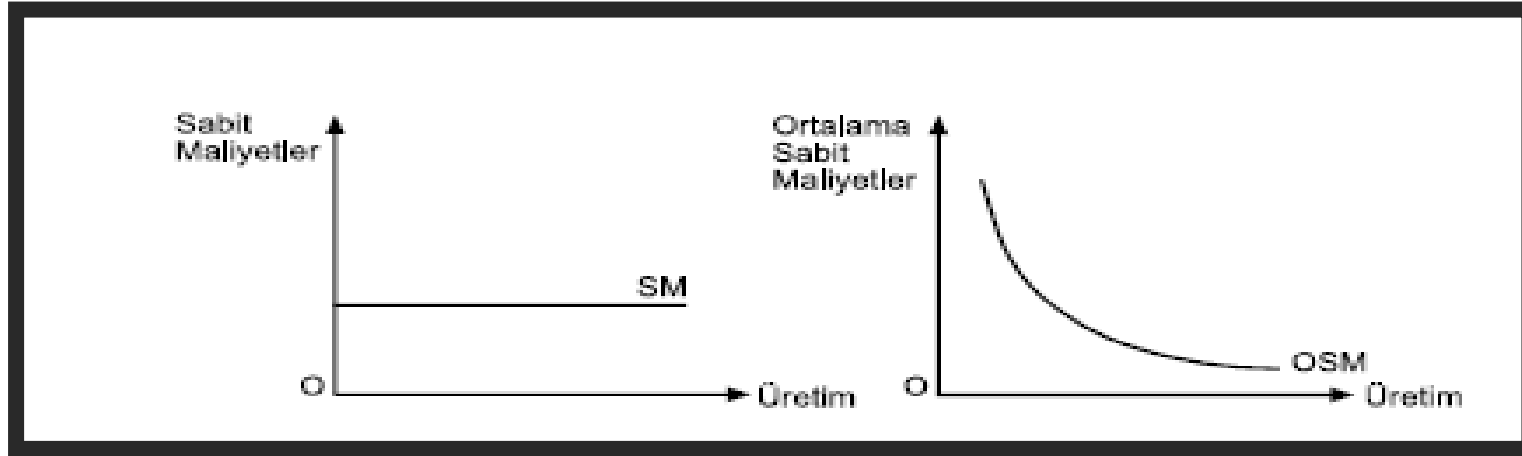 Sabit
Maliyetler
SM
O
Üretim
Ortalama
Sabit
Maliyetler
OSM
O
Üretim